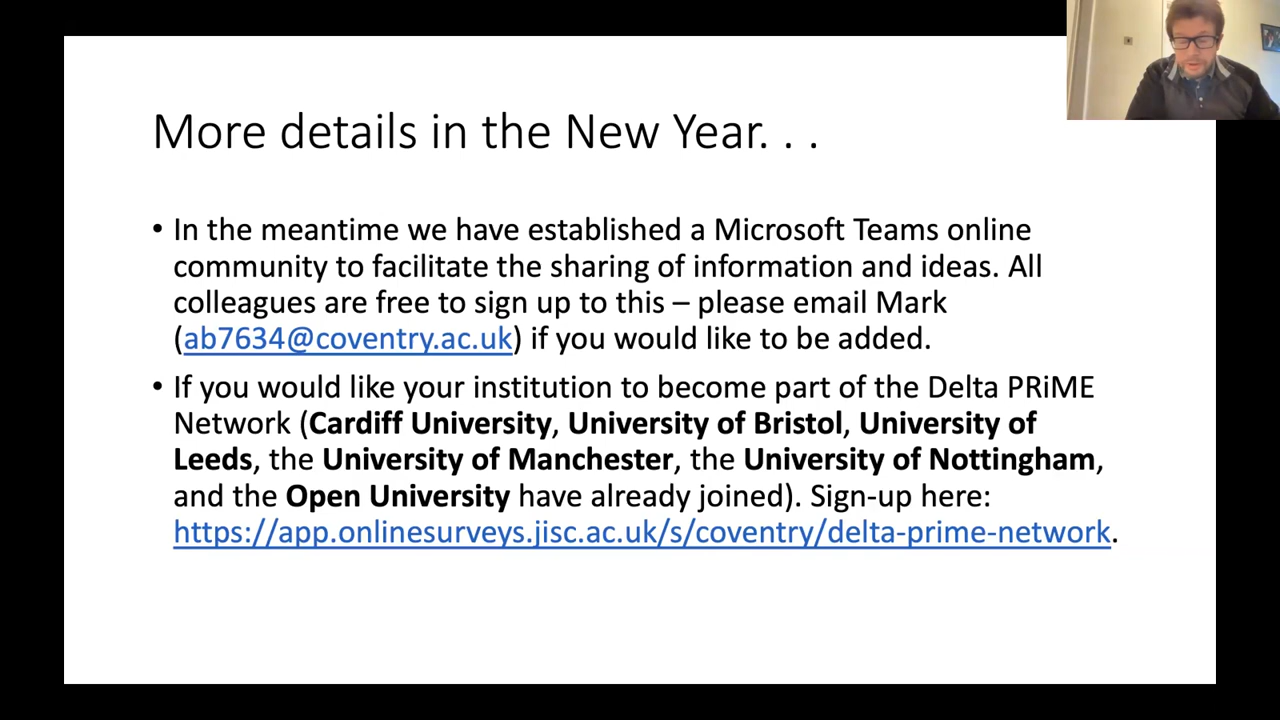 More details in the New Year. . .
• In the meantime we have established a Microsoft Teams online
community to facilitate the sharing of information and ideas. All
colleagues are free to sign up to this – please email Mark
(ab7634@coventry.ac.uk) if you would like to be added.
• If you would like your institution to become part of the Delta PRiME
Network (Cardiff University, University of Bristol, University of
Leeds, the University of Manchester, the University of Nottingham,
and the Open University have already joined). Sign-up here:
https://app.onlinesurveys.jisc.ac.uk/s/coventry/delta-prime-network.